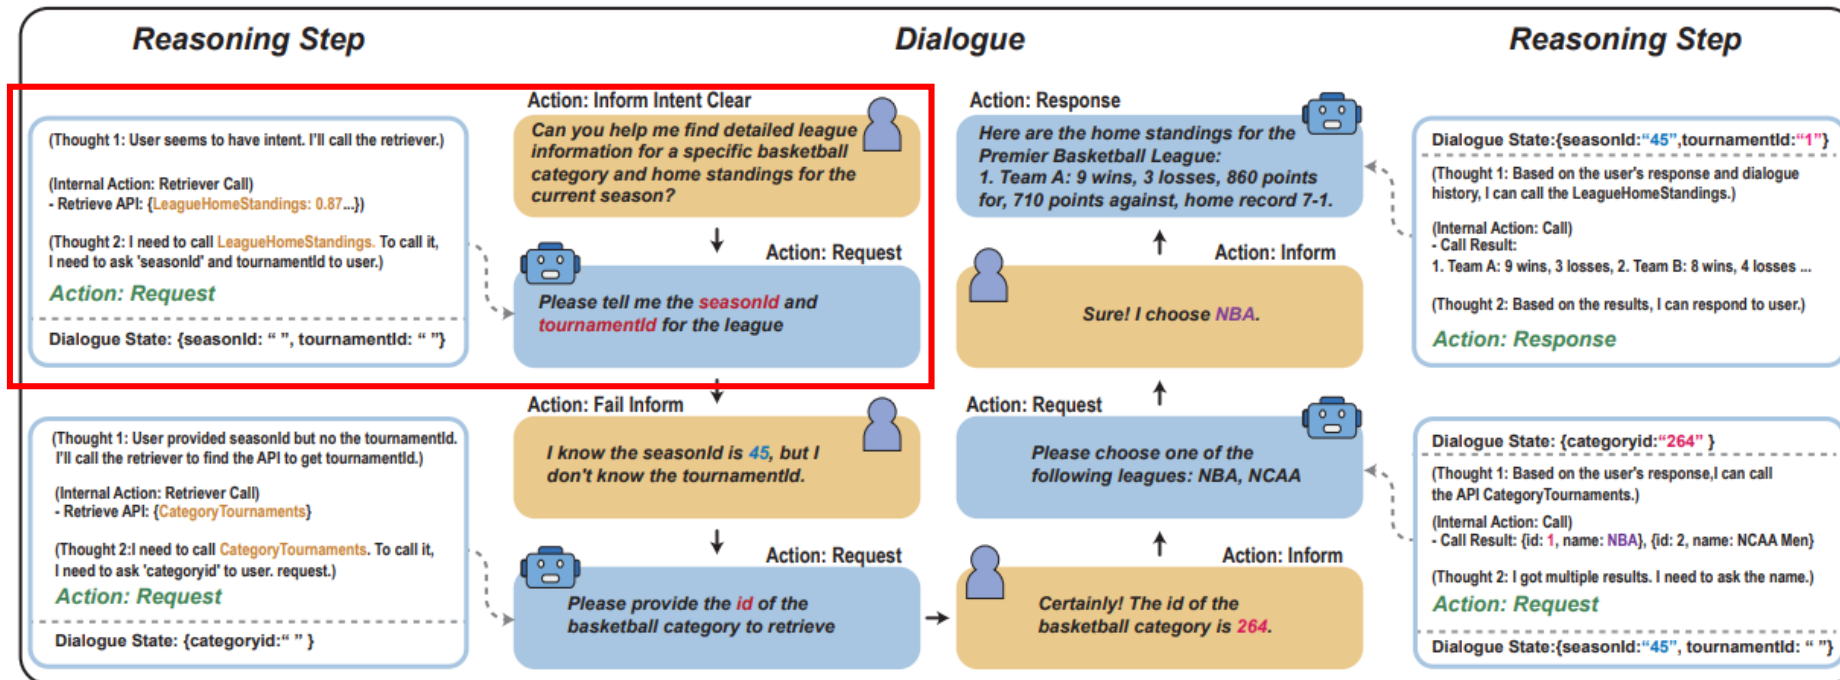 Reasoning Step
Dialogue
Reasoning Step
(Thought 1: User seems to have intent. I'll call the retriever.)
(Internal Action: Retriever Call)
- Retrieve API: {LeagueHomeStandings: 0.87...})
(Thought 2: I need to call LeagueHomeStandings. To call it,
I need to ask 'seasonId' and tournamentId to user.)
Action: Request
Dialogue State: {seasonId: “ ”, tournamentId: “ ”}
Action: Inform Intent Clear
Can you help me find detailed league
information for a specific basketball
category and home standings for the
current season?
Action: Request
Please tell me the seasonId and
tournamentId for the league
(Thought 1: User provided seasonId but no the tournamentId.
I'll call the retriever to find the API to get tournamentId.)
(Internal Action: Retriever Call)
- Retrieve API: {CategoryTournaments}
(Thought 2:I need to call CategoryTournaments. To call it,
I need to ask 'categoryid' to user. request.)
Action: Request
Dialogue State: {categoryid:“ ” }
Action: Fail Inform
I know the seasonId is 45, but I
don't know the tournamentId.
Action: Request
Please provide the id of the
basketball category to retrieve
Action: Inform
Certainly! The id of the
basketball category is 264.
Action: Request
Please choose one of the
following leagues: NBA, NCAA
Dialogue State: {categoryid:“264” }
(Thought 1: Based on the user's response,I can call
the API CategoryTournaments.)
(Internal Action: Call)
- Call Result: {id: 1, name: NBA}, {id: 2, name: NCAA Men}
(Thought 2: I got multiple results. I need to ask the name.)
Action: Request
Dialogue State:{seasonId:“45”, tournamentId: “ ”}
Action: Inform
Sure! I choose NBA.
Action: Response
Here are the home standings for the
Premier Basketball League:
1. Team A: 9 wins, 3 losses, 860 points
for, 710 points against, home record 7-1.
Dialogue State:{seasonId:“45”,tournamentId:“1”}
(Thought 1: Based on the user's response and dialogue
history, I can call the LeagueHomeStandings.)
(Internal Action: Call)
- Call Result:
1. Team A: 9 wins, 3 losses, 2. Team B: 8 wins, 4 losses ...
(Thought 2: Based on the results, I can respond to user.)
Action: Response